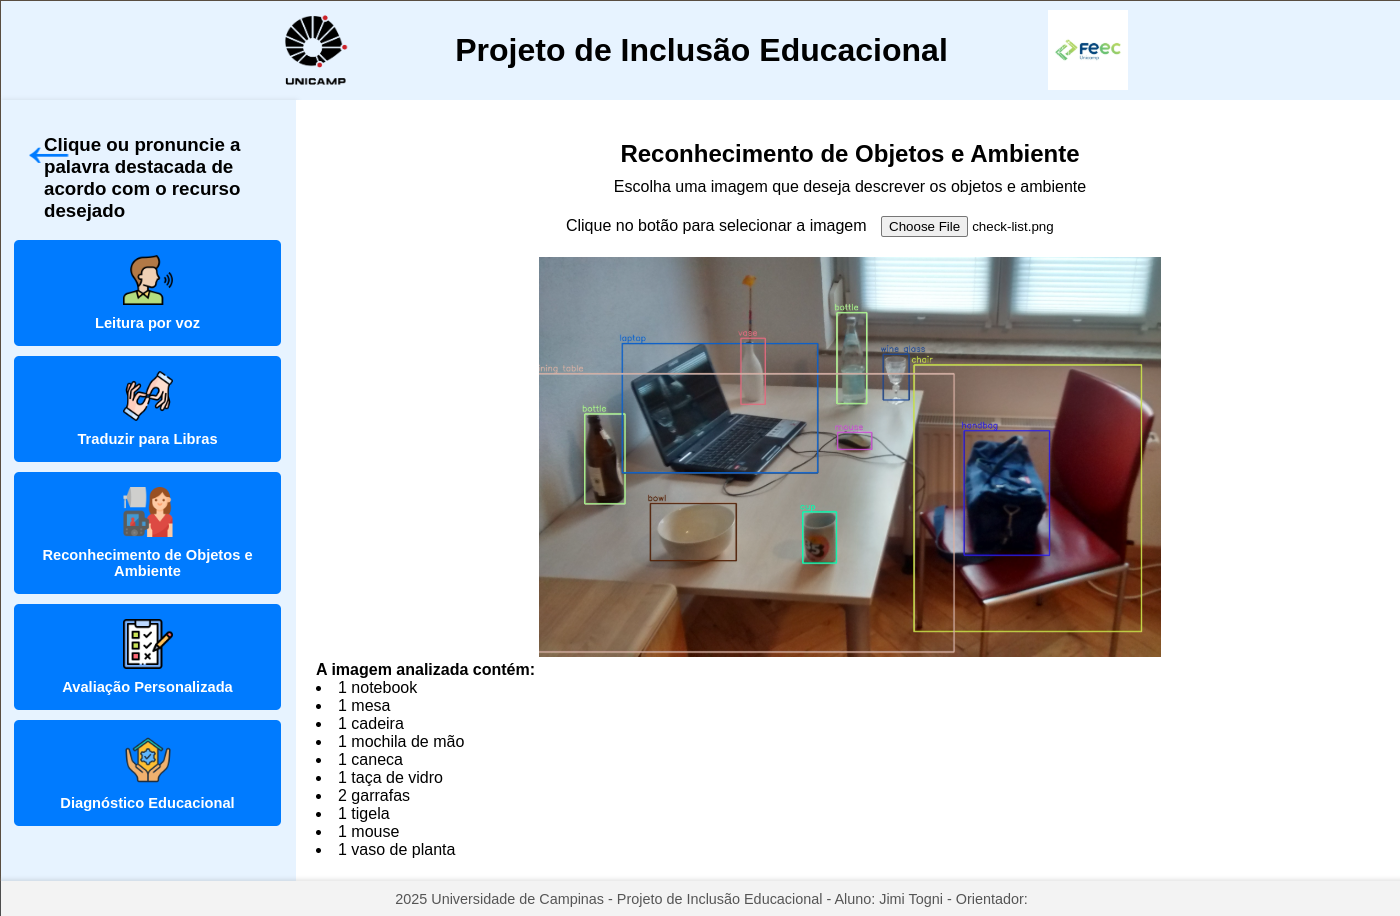 UNICAMP
Projeto de Inclusão Educacional
FEEC
Unicamp
Clique ou pronuncie a
palavra destacada de
acordo com o recurso
desejado
Leitura por voz
Traduzir para Libras
Reconhecimento de Objetos e
Ambiente
Avaliação Personalizada
Diagnóstico Educacional
Reconhecimento de Objetos e Ambiente
Escolha uma imagem que deseja descrever os objetos e ambiente
Clique no botão para selecionar a imagem Choose File check-list.png
bottle
vase
laptop
wine glass
chair
ning table
bottle
mouse
handbag
bowl
A imagem analizada contém:
1 notebook
1 mesa
1 cadeira
1 mochila de mão
1 caneca
1 taça de vidro
2 garrafas
1 tigela
1 mouse
1 vaso de planta
2025 Universidade de Campinas - Projeto de Inclusão Educacional - Aluno: Jimi Togni - Orientador: